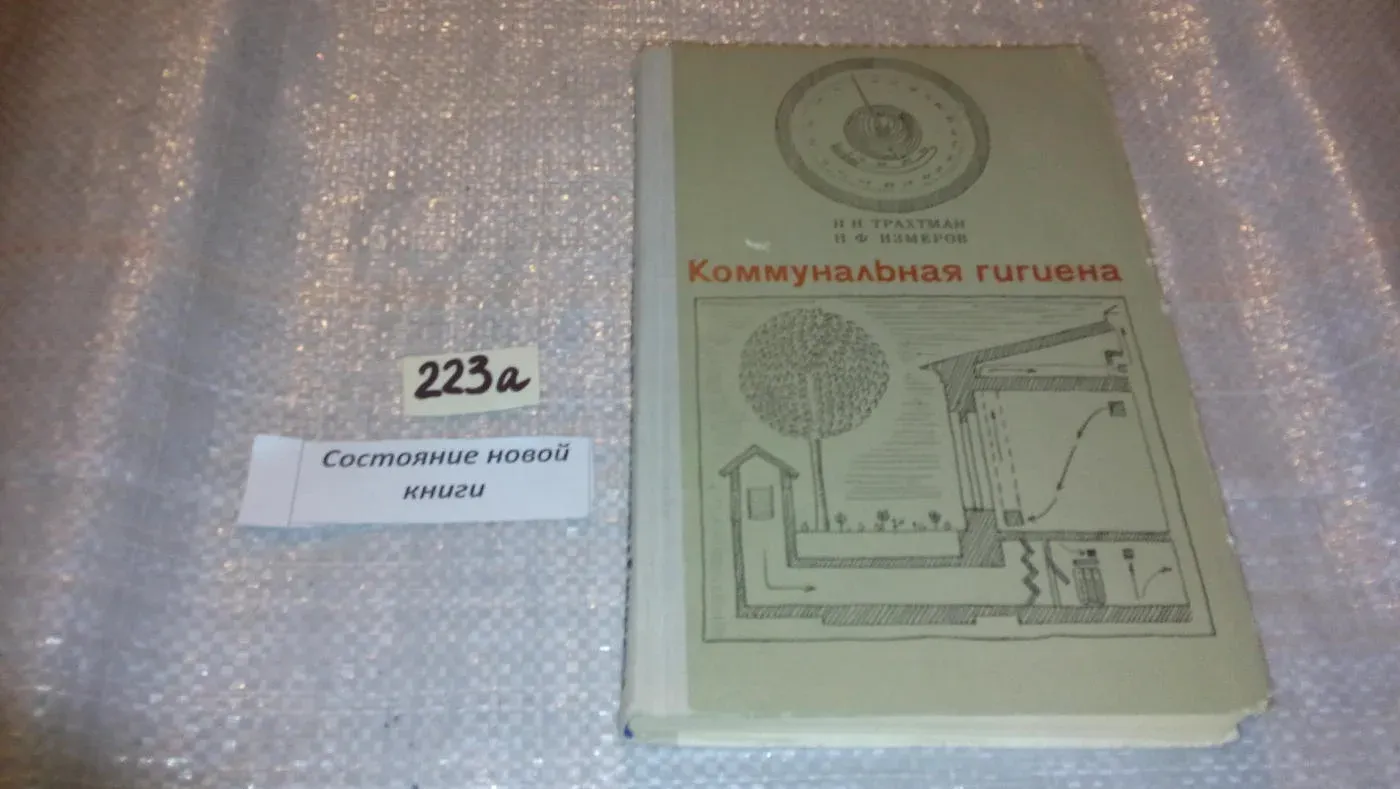 Н Н ТРАХТМАН
Н Ф ИЗМЕРОВ
Коммунальная гигиена
223а
Состояние новой
книги